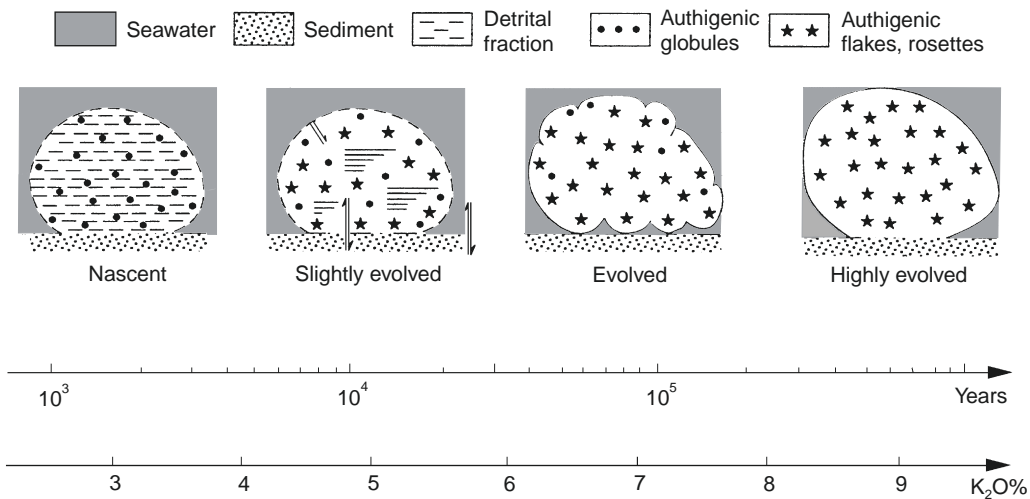 Seawater
Sediment
Detrital
fraction
Authigenic
globules
Authigenic
flakes, rosettes
Nascent
Slightly evolved
Evolved
Highly evolved
10³
10⁴
10⁵
Years
3
4
5
6
7
8
9
K₂O%